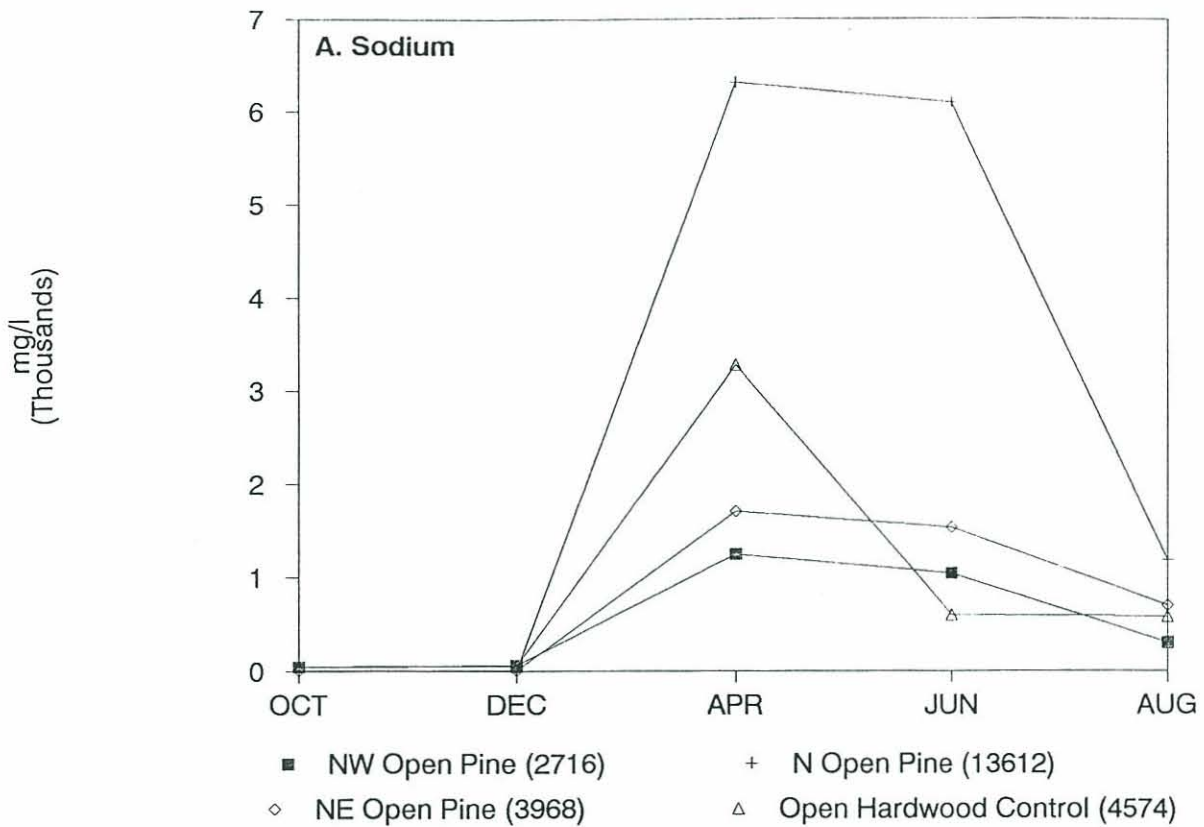 A. Sodium
7
6
5
4
3
2
1
0
mg/l
(Thousands)
OCT DEC APR JUN AUG
NW Open Pine (2716) N Open Pine (13612)
NE Open Pine (3968) Open Hardwood Control (4574)